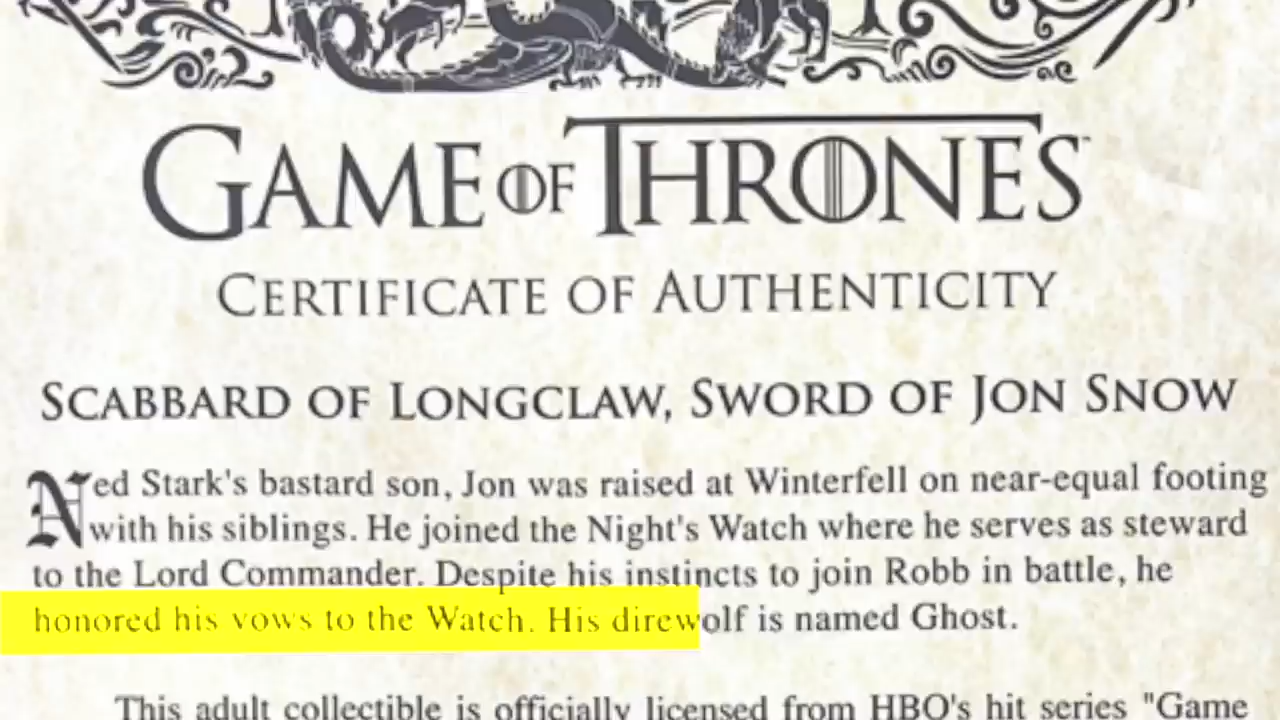 GAME OF THRONES™
CERTIFICATE OF AUTHENTICITY
SCABBARD OF LONGCLAW, SWORD OF JON SNOW
Ned Stark's bastard son, Jon was raised at Winterfell on near-equal footing
with his siblings. He joined the Night's Watch where he serves as steward
to the Lord Commander. Despite his instincts to join Robb in battle, he
honored his vows to the Watch. His direwolf is named Ghost.
This adult collectible is officially licensed from HBO's hit series "Game